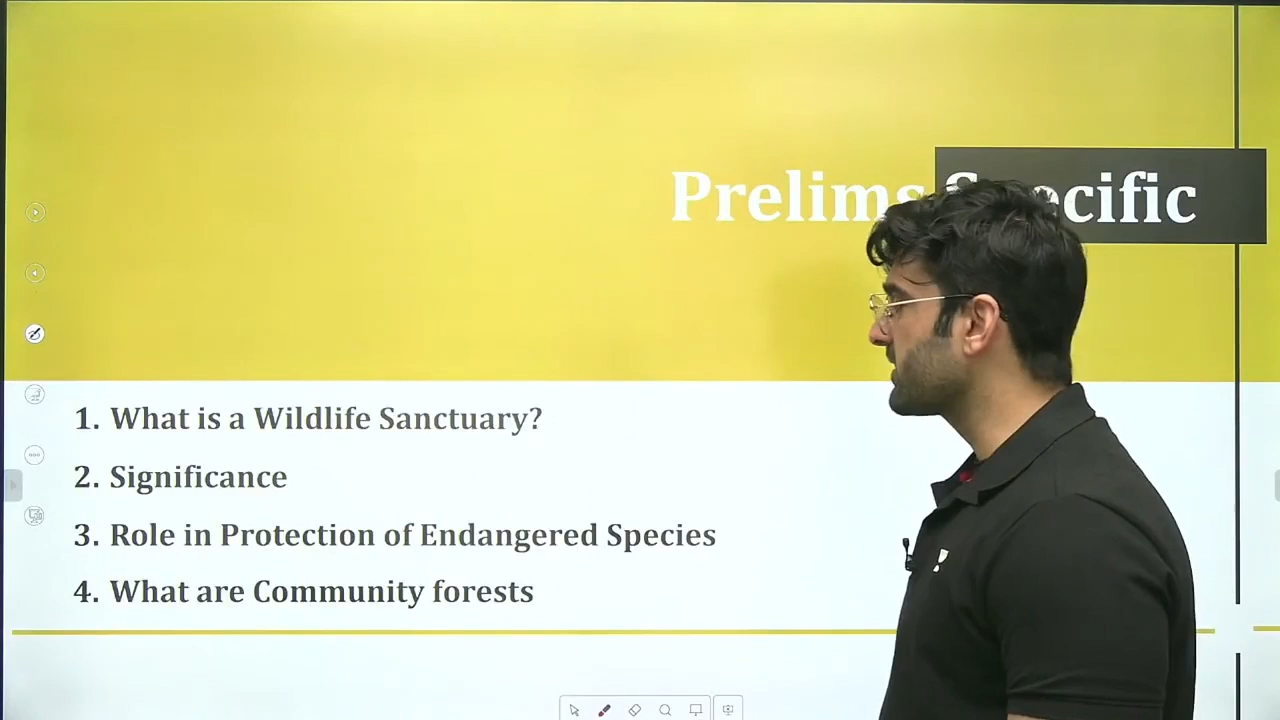 Prelims Specific
1. What is a Wildlife Sanctuary?
2. Significance
3. Role in Protection of Endangered Species
4. What are Community forests